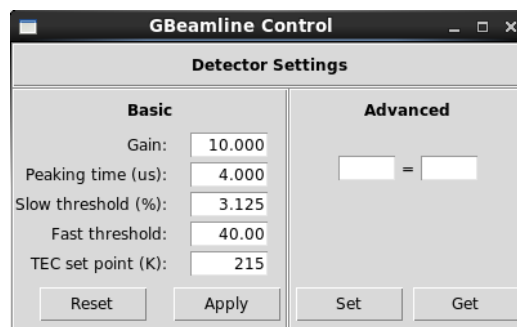 GBeamline Control
Detector Settings
Basic
Gain: 10.000
Peaking time (us): 4.000
Slow threshold (%): 3.125
Fast threshold: 40.00
TEC set point (K): 215
Reset Apply
Advanced
=
Set Get